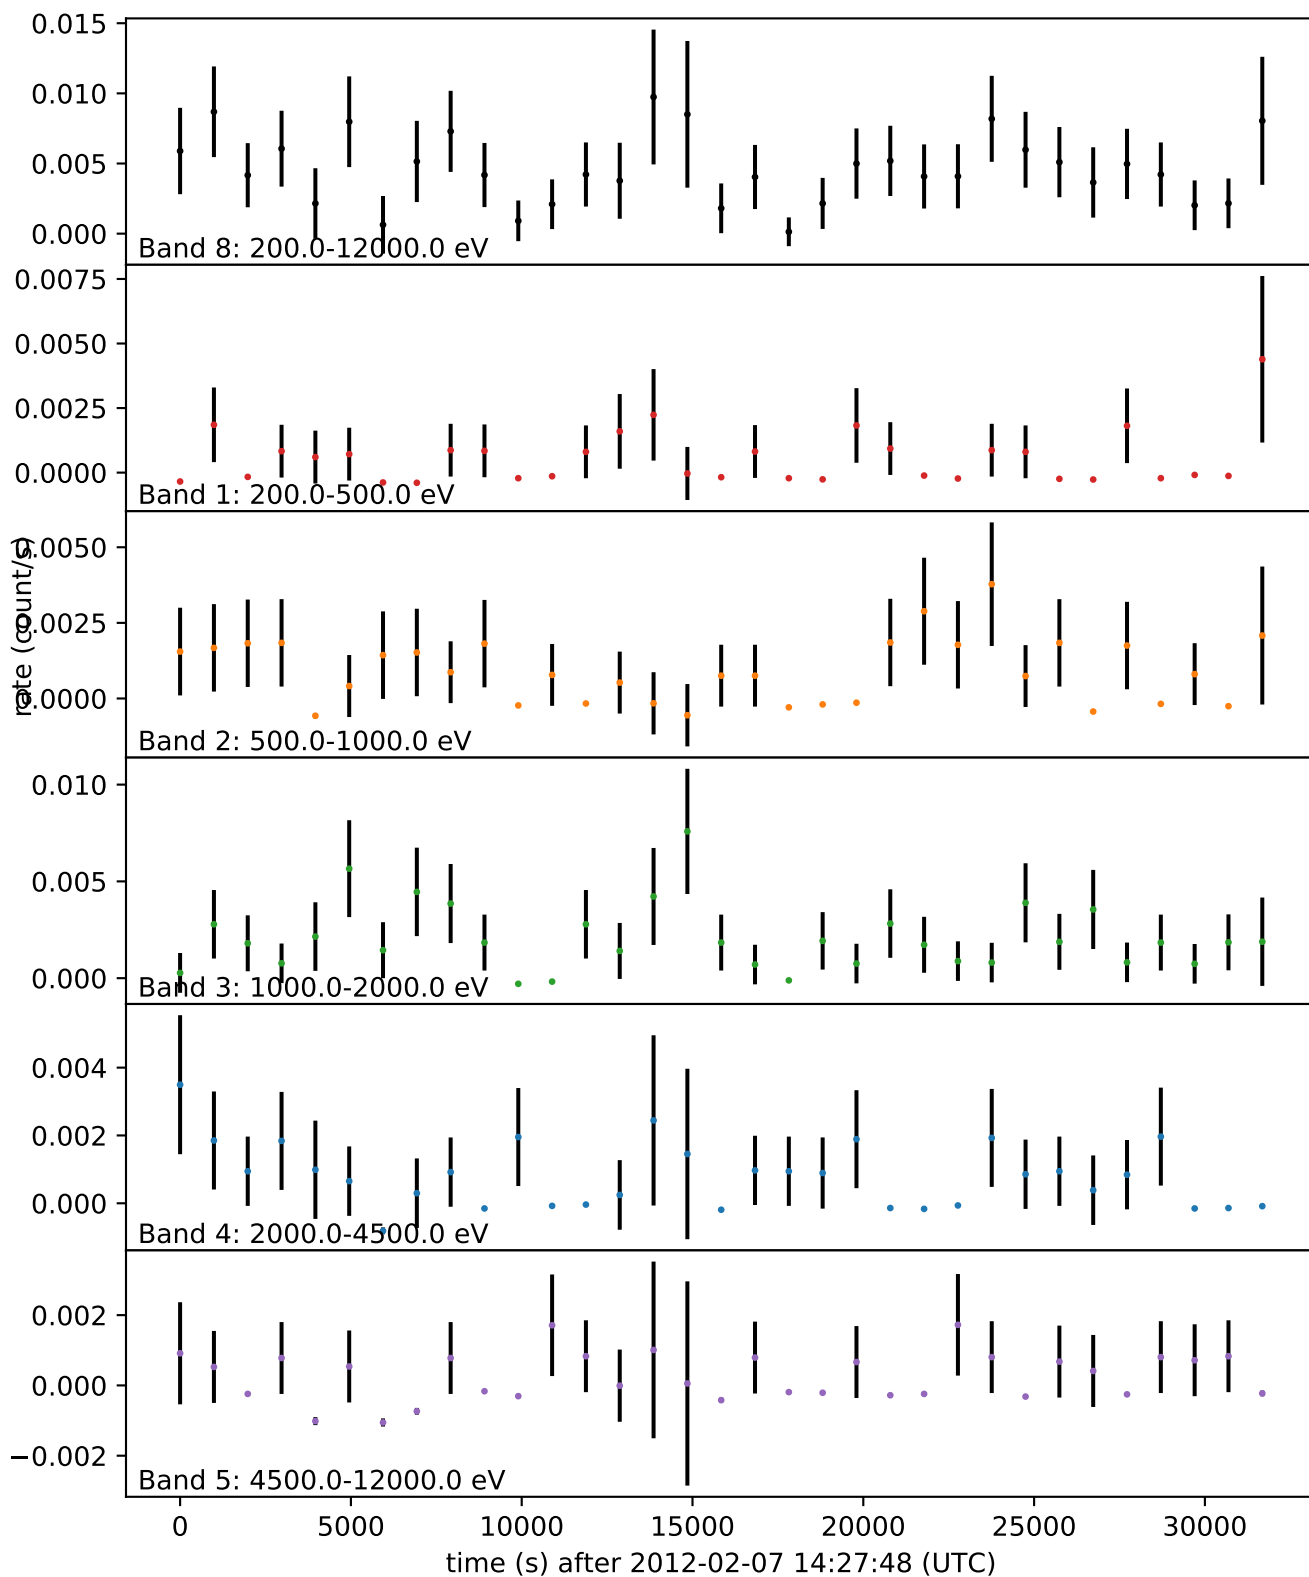 0.015
0.010
0.005
0.000
Band 8: 200.0-12000.0 eV
0.0075
0.0050
0.0025
0.0000
Band 1: 200.0-500.0 eV
rate (count/s)
0.0050
0.0025
0.0000
Band 2: 500.0-1000.0 eV
0.010
0.005
0.000
Band 3: 1000.0-2000.0 eV
0.004
0.002
0.000
Band 4: 2000.0-4500.0 eV
0.002
0.000
−0.002
Band 5: 4500.0-12000.0 eV
0 5000 10000 15000 20000 25000 30000
time (s) after 2012-02-07 14:27:48 (UTC)